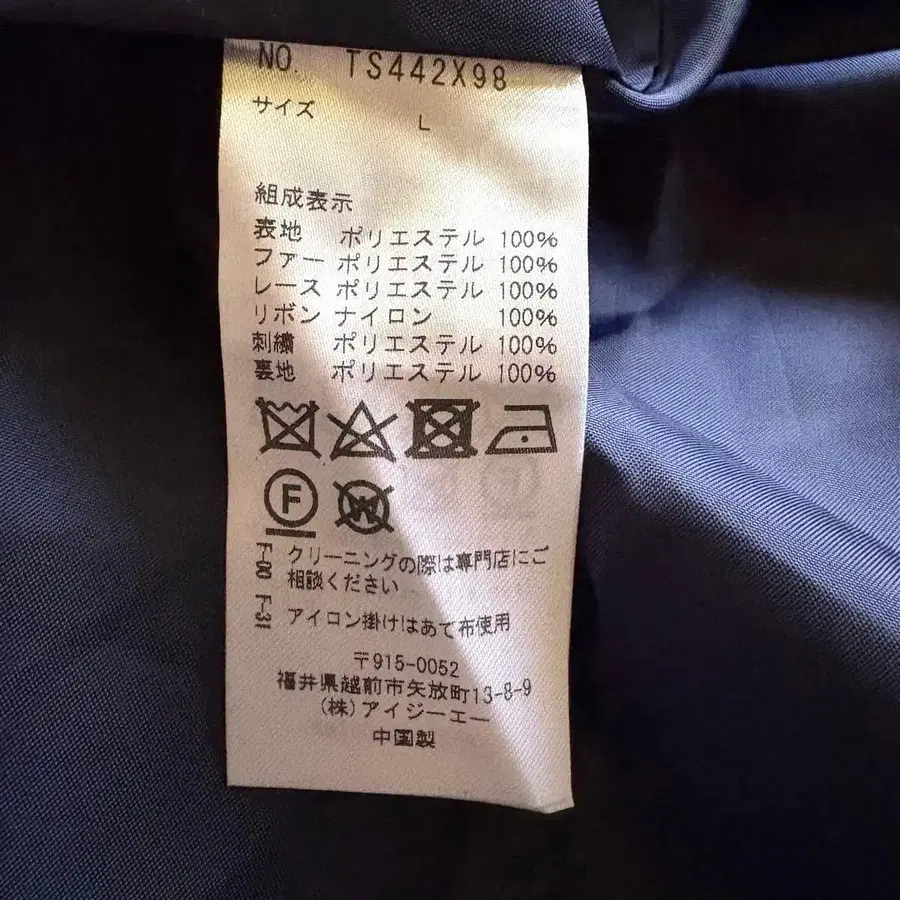 NO. TS442X98
サイズ L
組成表示
表地 ポリエステル 100%
ファー ポリエステル 100%
レース ポリエステル 100%
リボン ナイロン 100%
刺繍 ポリエステル 100%
裏地 ポリエステル 100%
F W
F-00 クリーニングの際は専門店にご
相談ください
F-31 アイロン掛けはあて布使用
〒915-0052
福井県越前市矢放町13-8-9
(株)アイジーエー
中国製